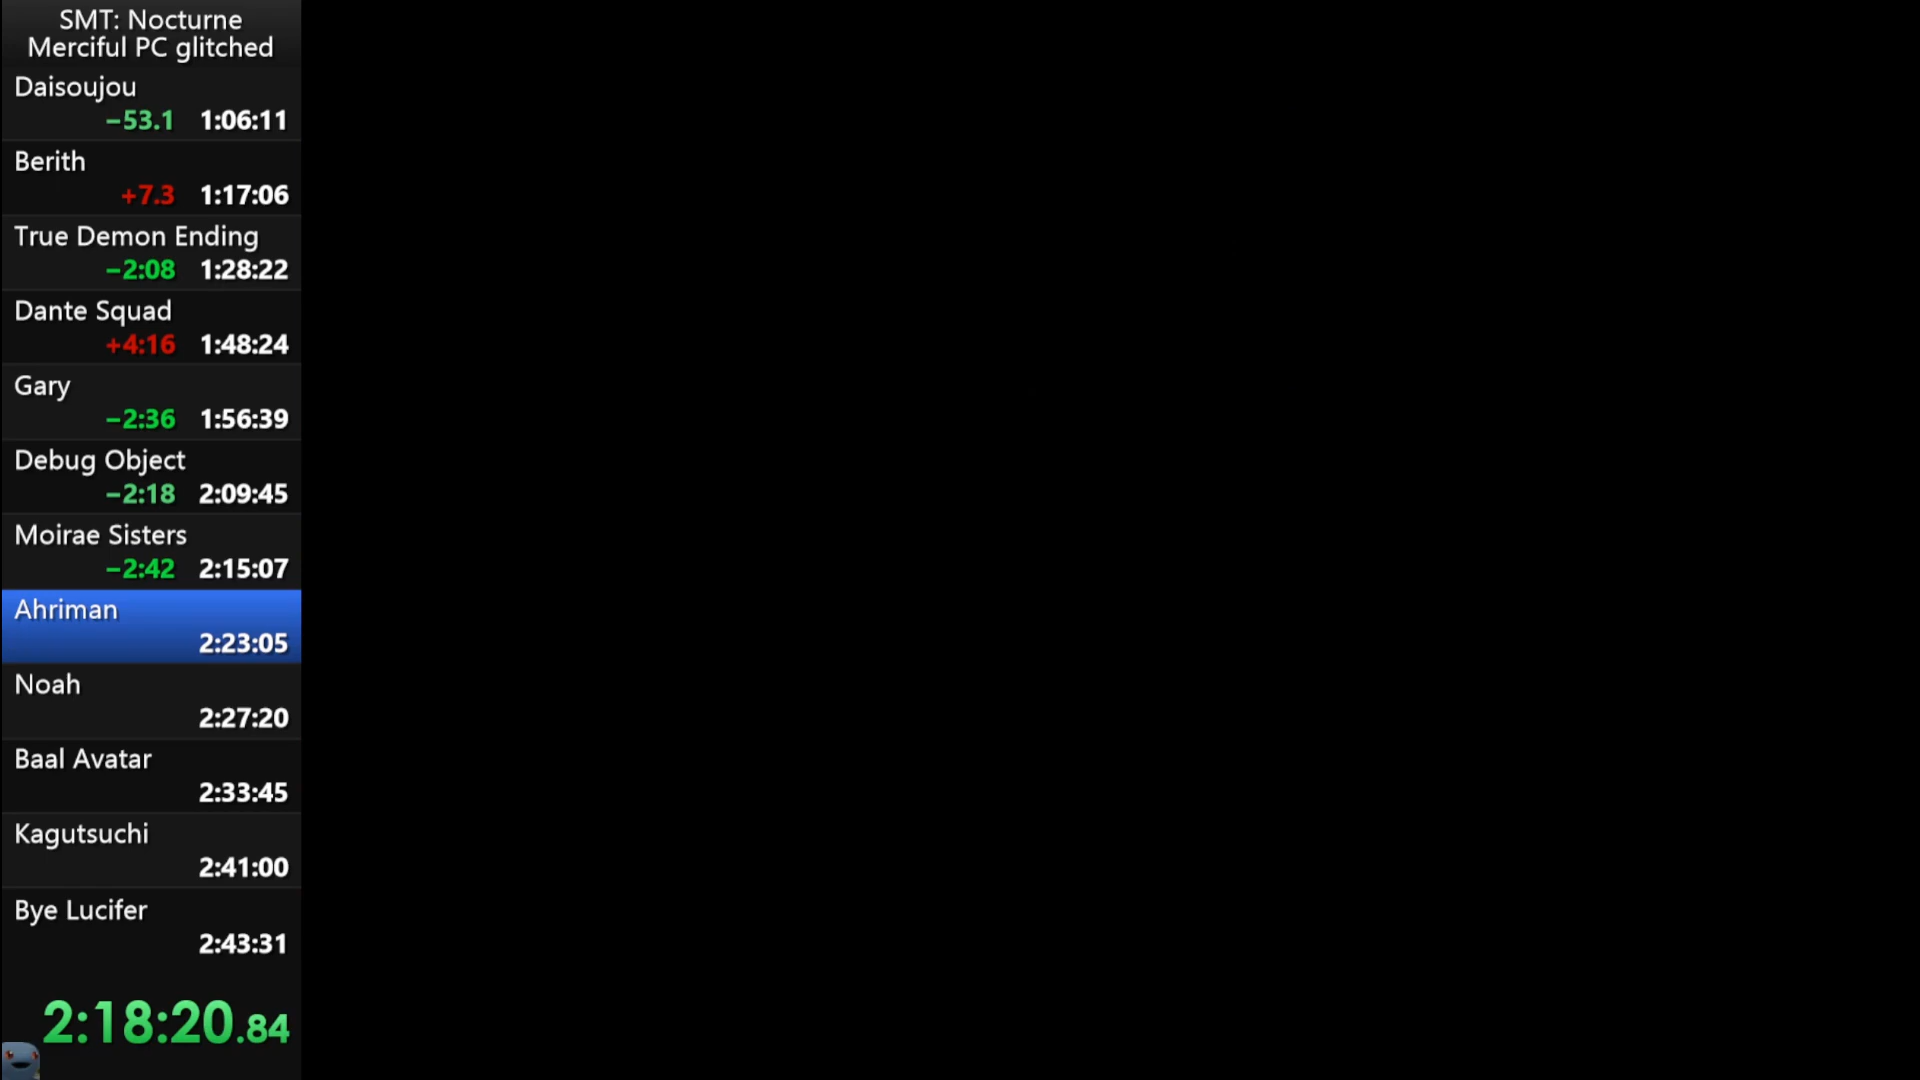 SMT: Nocturne
Merciful PC glitched
Daisoujou
−53.1 1:06:11
Berith
+7.3 1:17:06
True Demon Ending
−2:08 1:28:22
Dante Squad
+4:16 1:48:24
Gary
−2:36 1:56:39
Debug Object
−2:18 2:09:45
Moirae Sisters
−2:42 2:15:07
Ahriman
2:23:05
Noah
2:27:20
Baal Avatar
2:33:45
Kagutsuchi
2:41:00
Bye Lucifer
2:43:31
2:18:20.84